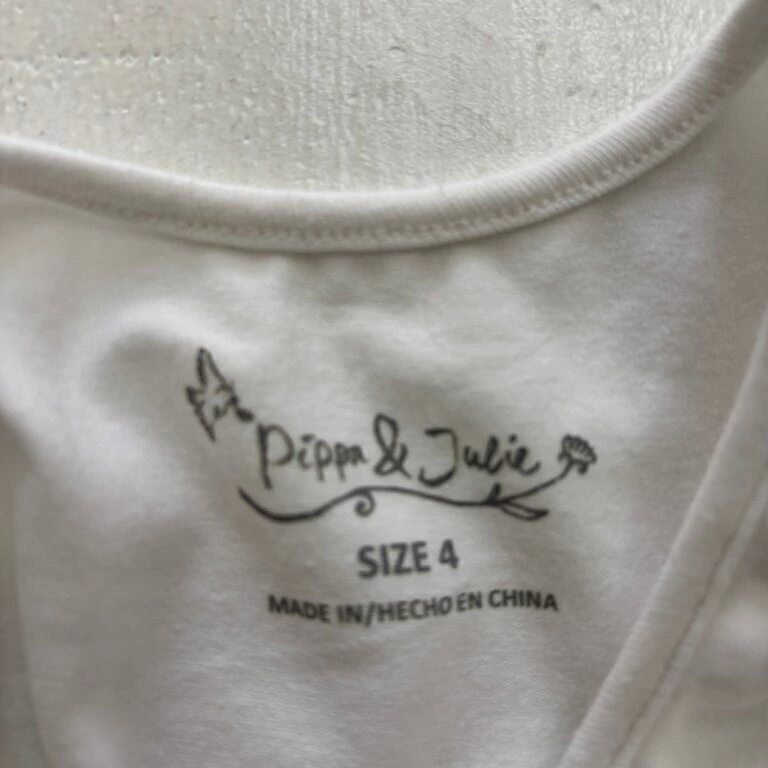 Pippa & Julie
SIZE 4
MADE IN/HECHO EN CHINA